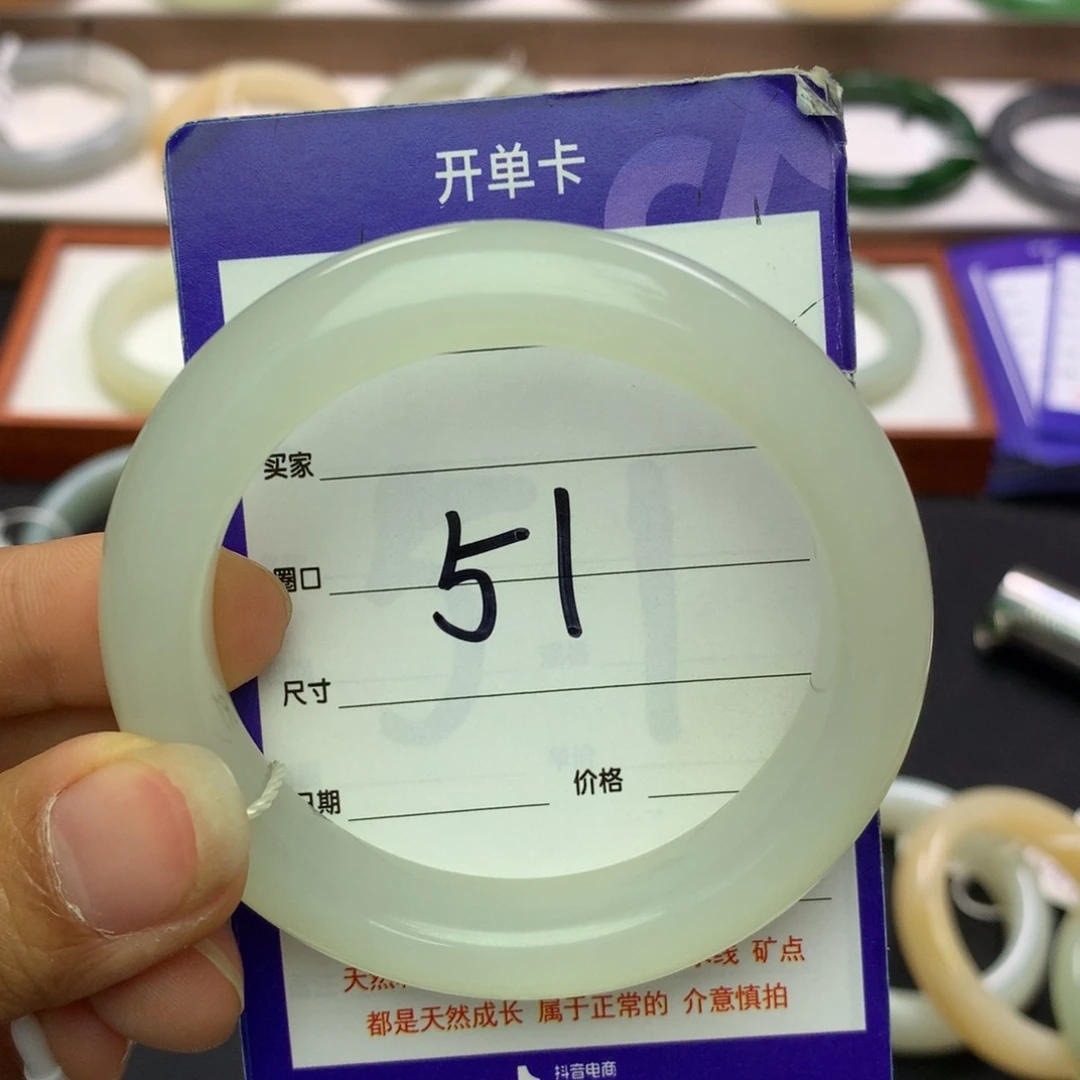 开单卡
买家
51
圈口
尺寸
日期 价格
天然 水线 矿点
都是天然成长 属于正常的 介意慎拍
抖音电商